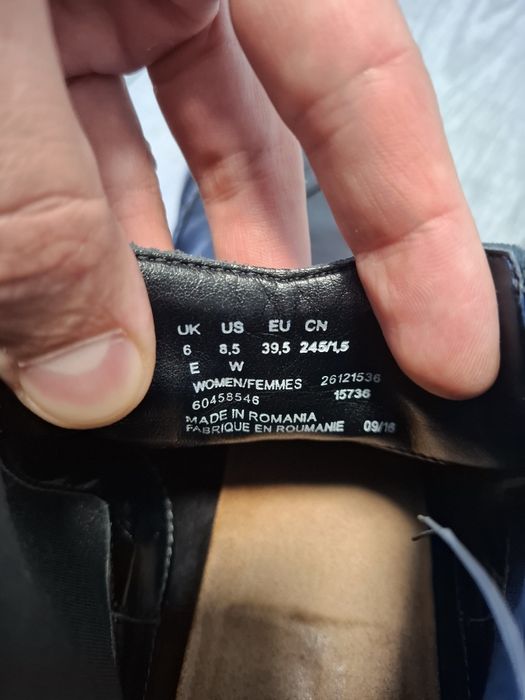 UK US EU CN
6 8,5 39,5 245/1,5
E W
WOMEN/FEMMES 26121536
60458546 15736
MADE IN ROMANIA
FABRIQUE EN ROUMANIE 09/16